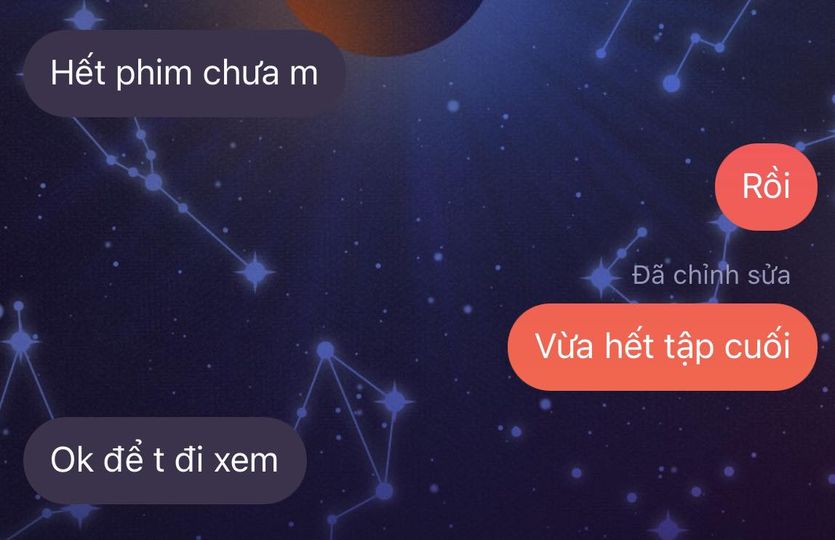 Hết phim chưa m
Rồi
Đã chỉnh sửa
Vừa hết tập cuối
Ok để t đi xem